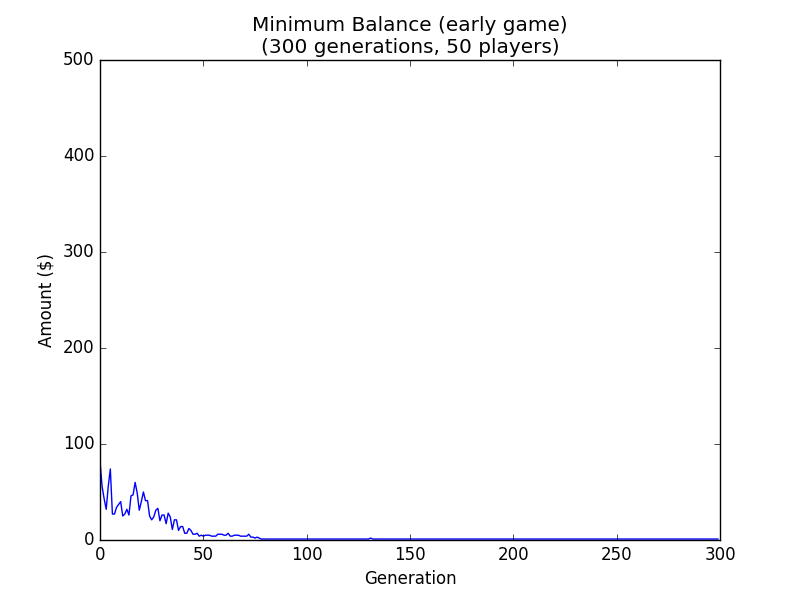 Minimum Balance (early game)
(300 generations, 50 players)
500
400
300
200
100
0
Amount ($)
0 50 100 150 200 250 300
Generation